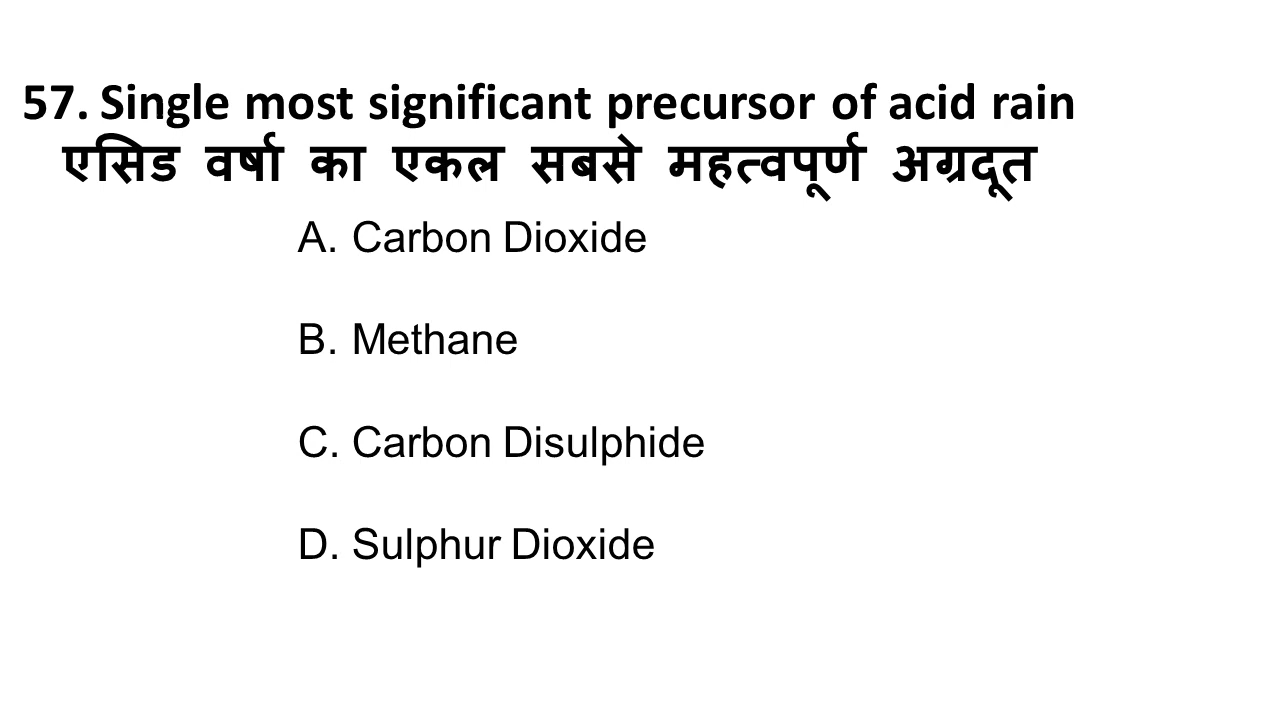 57. Single most significant precursor of acid rain
एसिड वर्षा का एकल सबसे महत्वपूर्ण अग्रदूत
A. Carbon Dioxide
B. Methane
C. Carbon Disulphide
D. Sulphur Dioxide